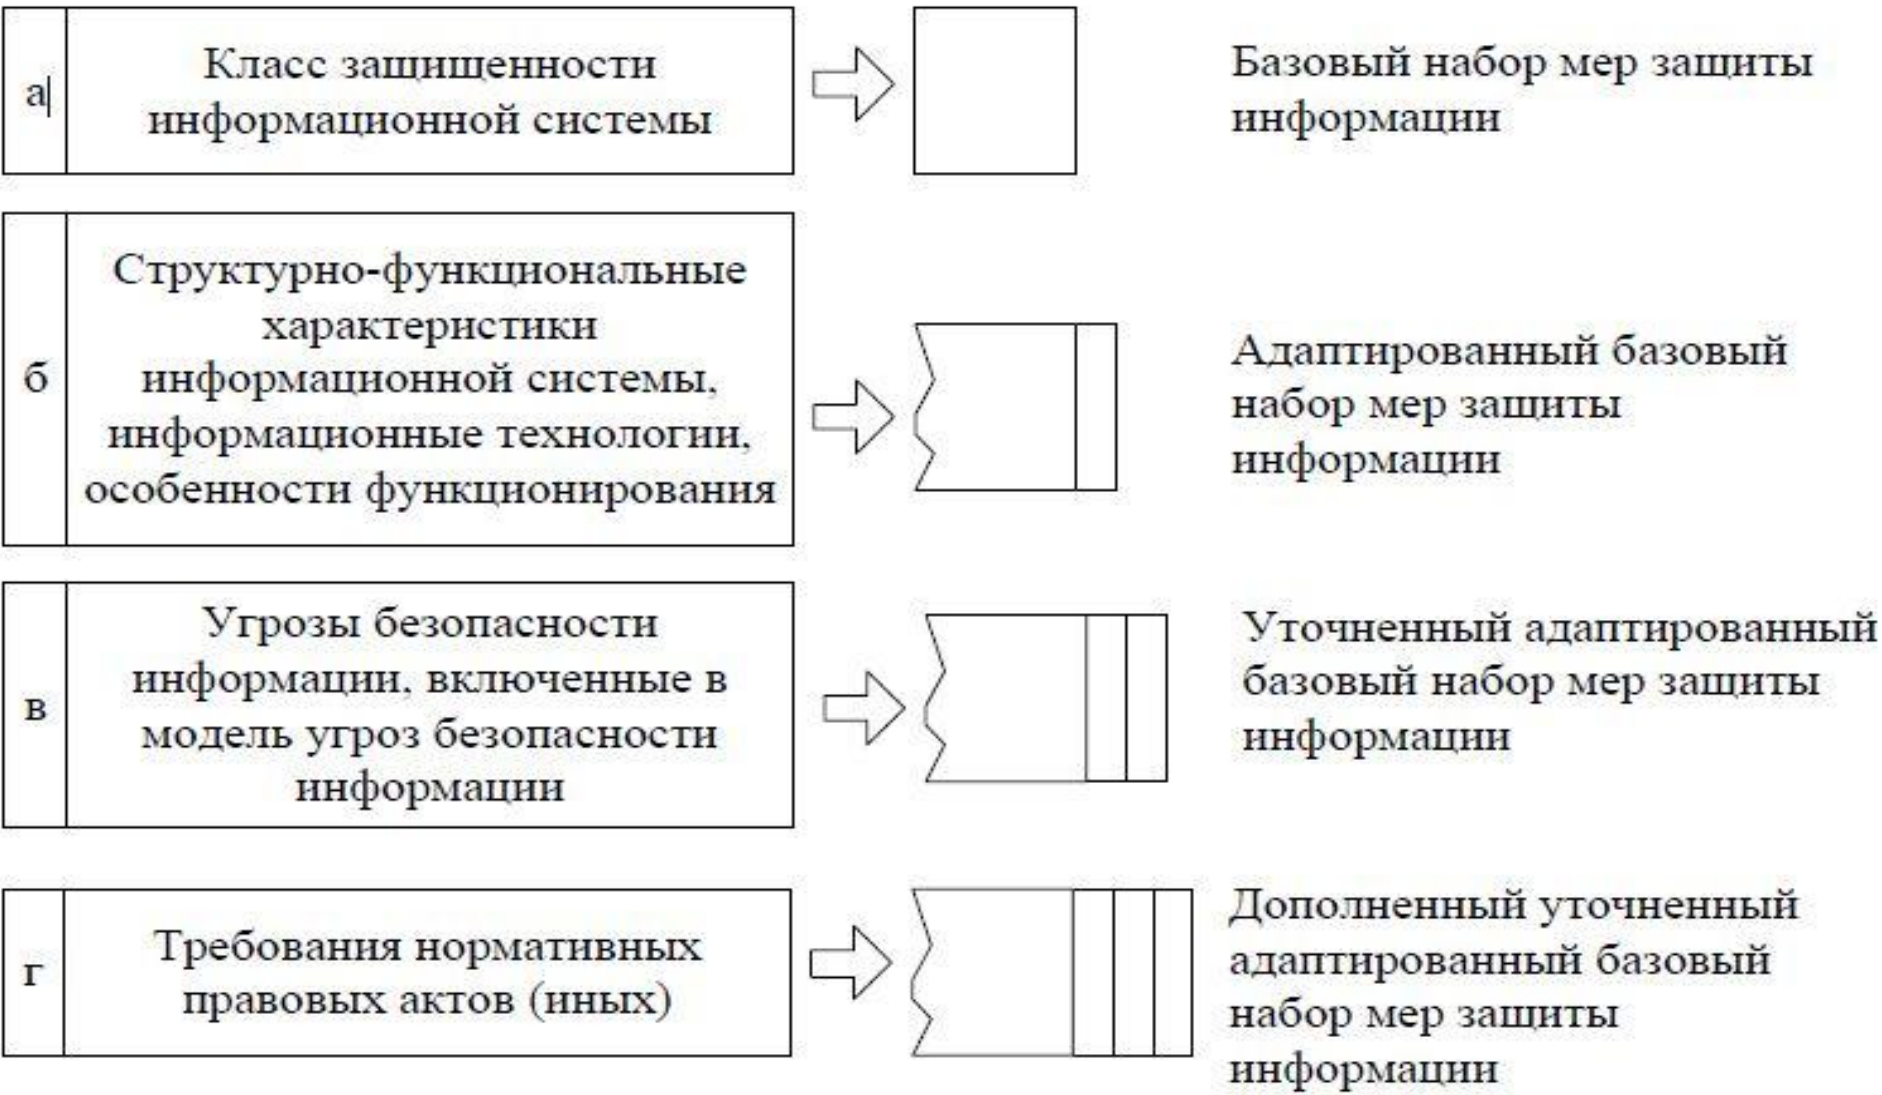 а
Класс защищенности
информационной системы
Базовый набор мер защиты
информации
б
Структурно-функциональные
характеристики
информационной системы,
информационные технологии,
особенности функционирования
Адаптированный базовый
набор мер защиты
информации
в
Угрозы безопасности
информации, включенные в
модель угроз безопасности
информации
Уточненный адаптированный
базовый набор мер защиты
информации
г
Требования нормативных
правовых актов (иных)
Дополненный уточненный
адаптированный базовый
набор мер защиты
информации